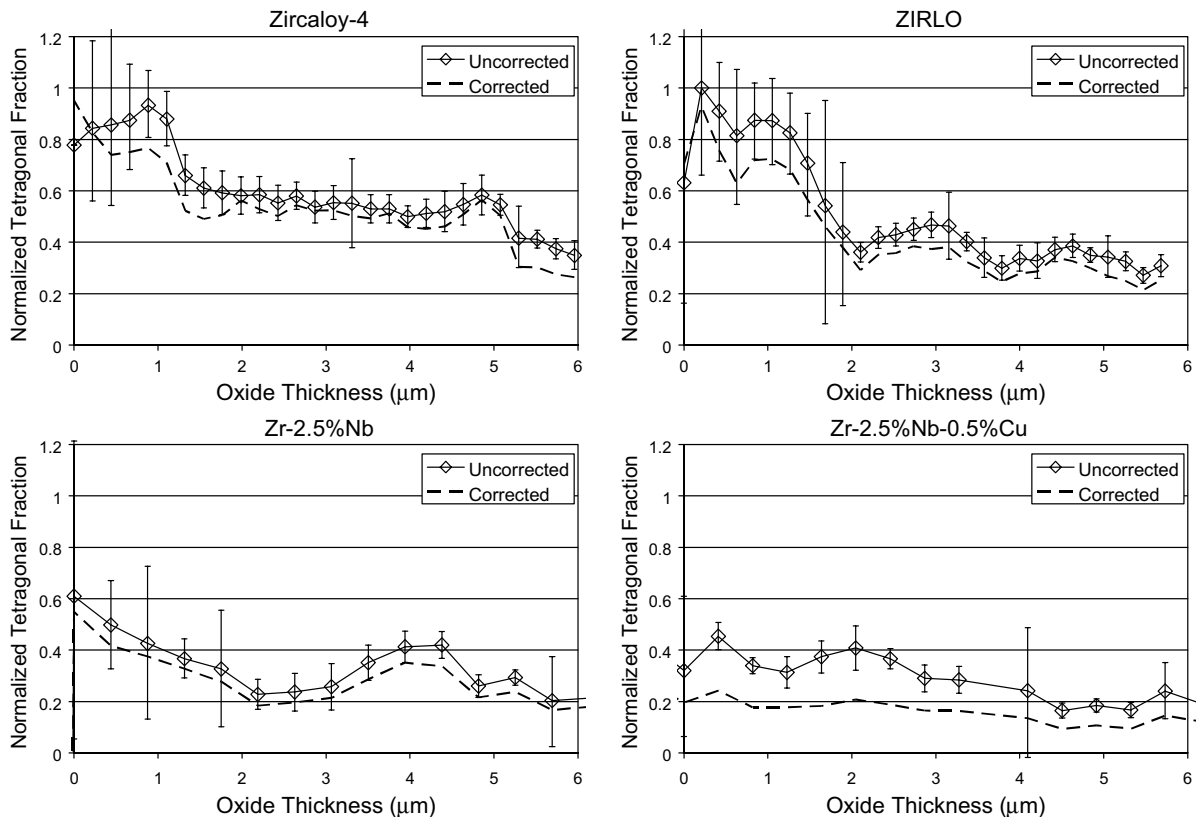 Zircaloy-4
Normalized Tetragonal Fraction
1.2
1
0.8
0.6
0.4
0.2
0
Uncorrected
Corrected
0 1 2 3 4 5 6
Oxide Thickness (μm)
ZIRLO
Normalized Tetragonal Fraction
1.2
1
0.8
0.6
0.4
0.2
0
Uncorrected
Corrected
0 1 2 3 4 5 6
Oxide Thickness (μm)
Zr-2.5%Nb
Normalized Tetragonal Fraction
1.2
1
0.8
0.6
0.4
0.2
0
Uncorrected
Corrected
0 1 2 3 4 5 6
Oxide Thickness (μm)
Zr-2.5%Nb-0.5%Cu
Normalized Tetragonal Fraction
1.2
1
0.8
0.6
0.4
0.2
0
Uncorrected
Corrected
0 1 2 3 4 5 6
Oxide Thickness (μm)